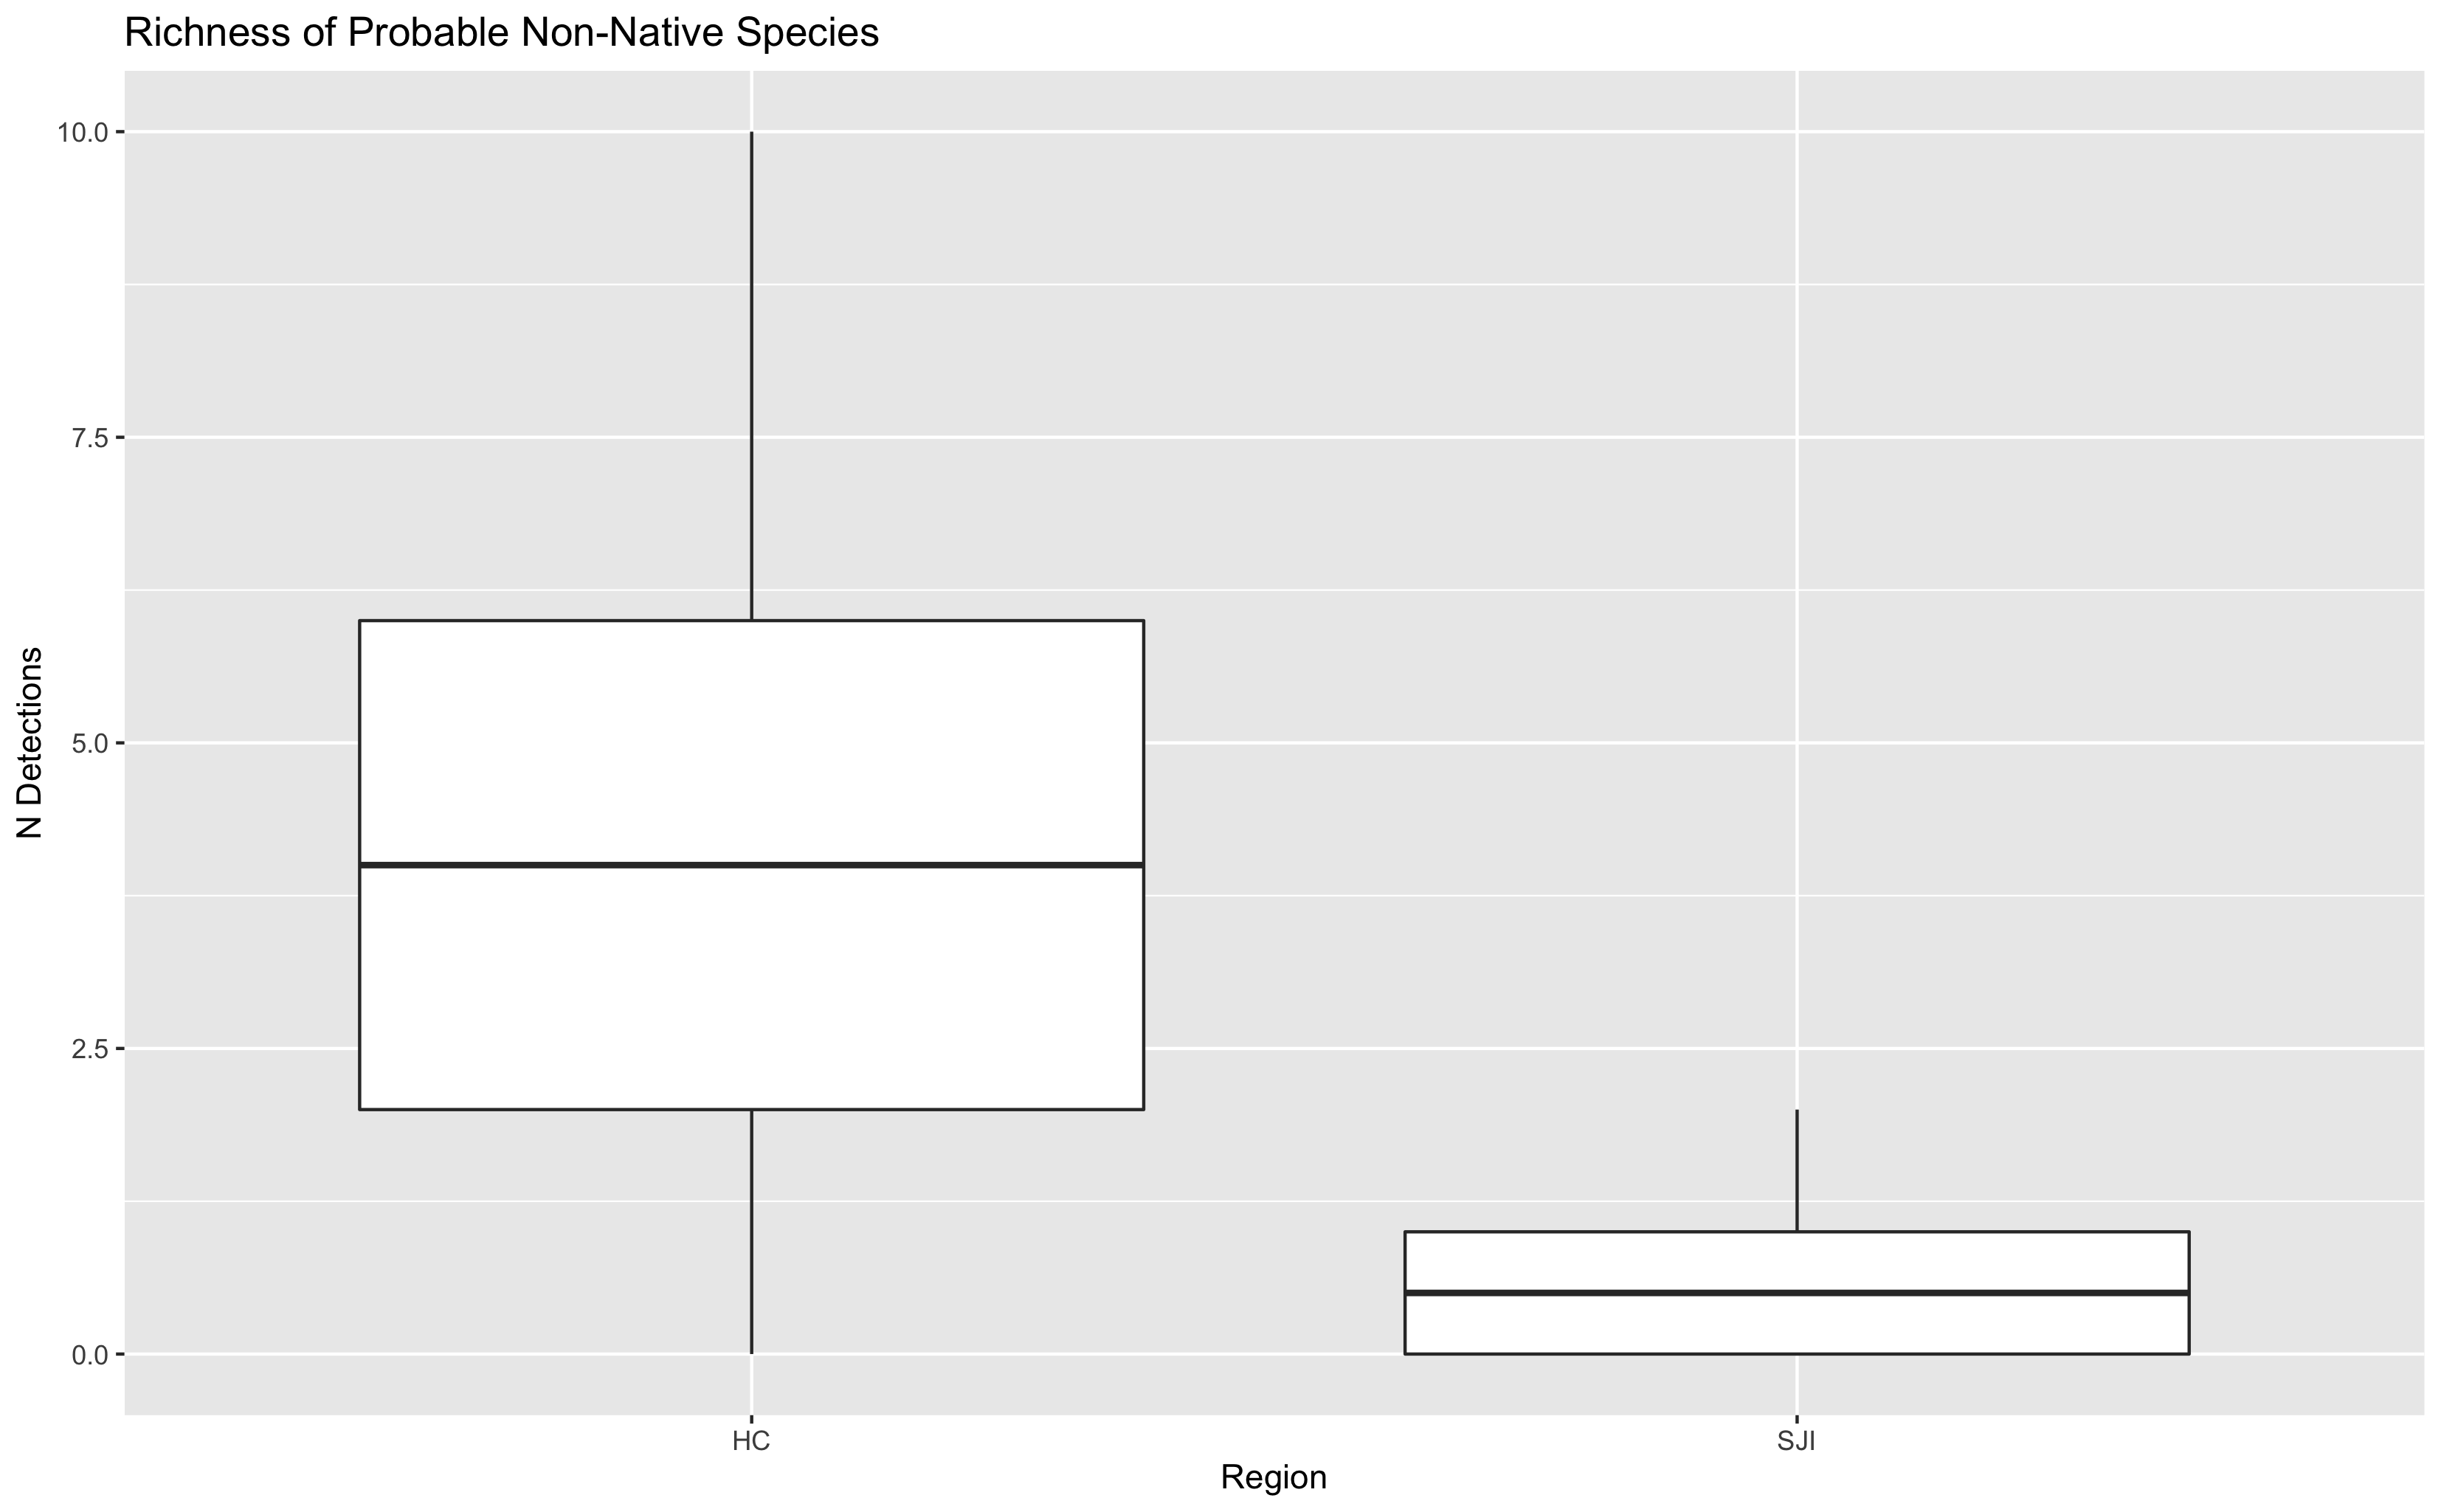 Richness of Probable Non-Native Species
10.0
7.5
5.0
2.5
0.0
N Detections
HC
SJI
Region